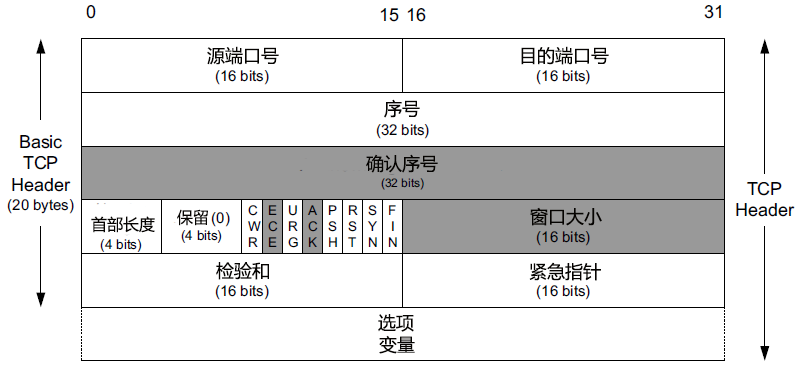 0 15 16 31
源端口号
(16 bits)
目的端口号
(16 bits)
序号
(32 bits)
确认序号
(32 bits)
Basic
TCP
Header
(20 bytes)
首部长度
(4 bits)
保留(0)
(4 bits)
CWR
ECE
URG
ACK
PSH
RST
SYN
FIN
窗口大小
(16 bits)
TCP
Header
检验和
(16 bits)
紧急指针
(16 bits)
选项
变量